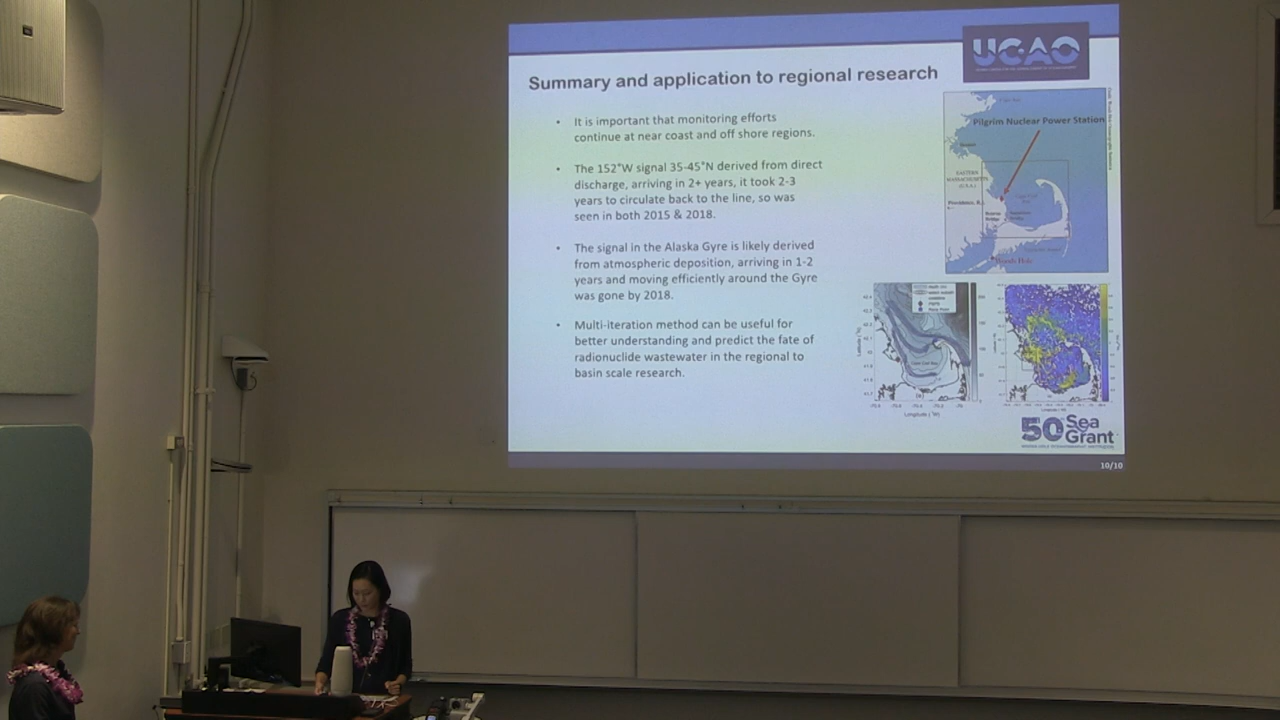 UCAO
Summary and application to regional research
• It is important that monitoring efforts
continue at near coast and off shore regions.
• The 152°W signal 35-45°N derived from direct
discharge, arriving in 2+ years, it took 2-3
years to circulate back to the line, so was
seen in both 2015 & 2018.
• The signal in the Alaska Gyre is likely derived
from atmospheric deposition, arriving in 1-2
years and moving efficiently around the Gyre
was gone by 2018.
• Multi-iteration method can be useful for
better understanding and predict the fate of
radionuclide wastewater in the regional to
basin scale research.
Pilgrim Nuclear Power Station
EASTERN
MASSACHUSETTS
(U.S.A.)
Woods Hole
50 Sea
Grant
10/10